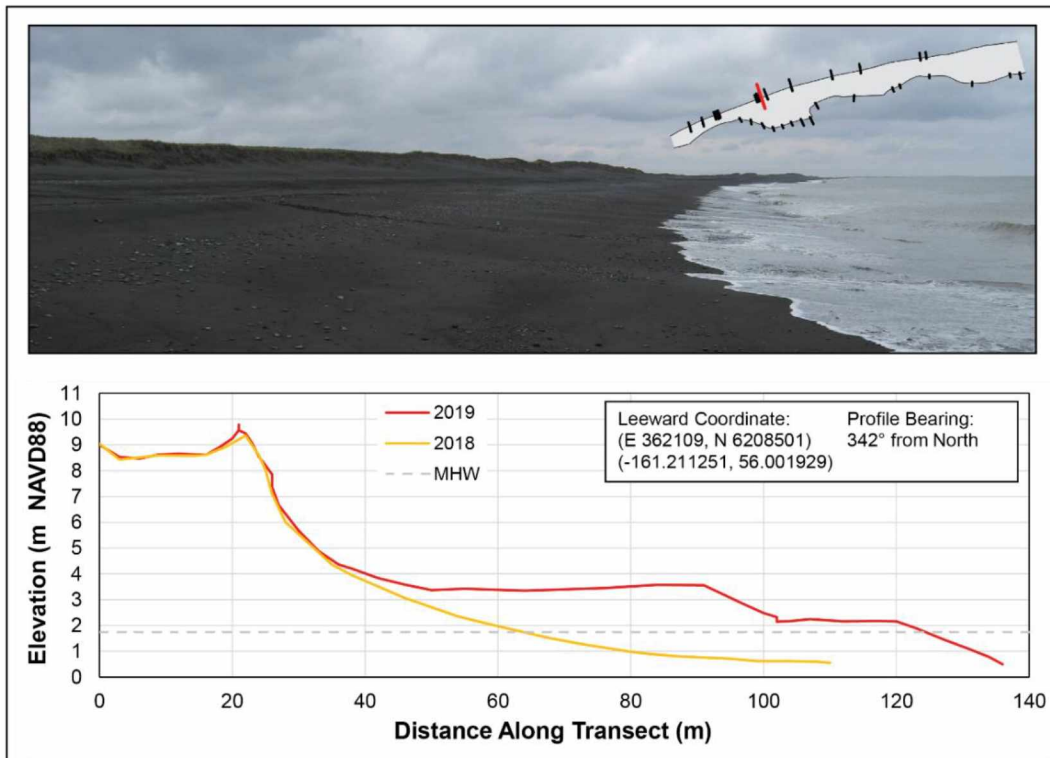 11
10
9
8
7
6
5
4
3
2
1
0
Elevation (m  NAVD88)
2019
2018
MHW
Leeward Coordinate:
(E 362109, N 6208501)
(-161.211251, 56.001929)
Profile Bearing:
342° from North
0 20 40 60 80 100 120 140
Distance Along Transect (m)